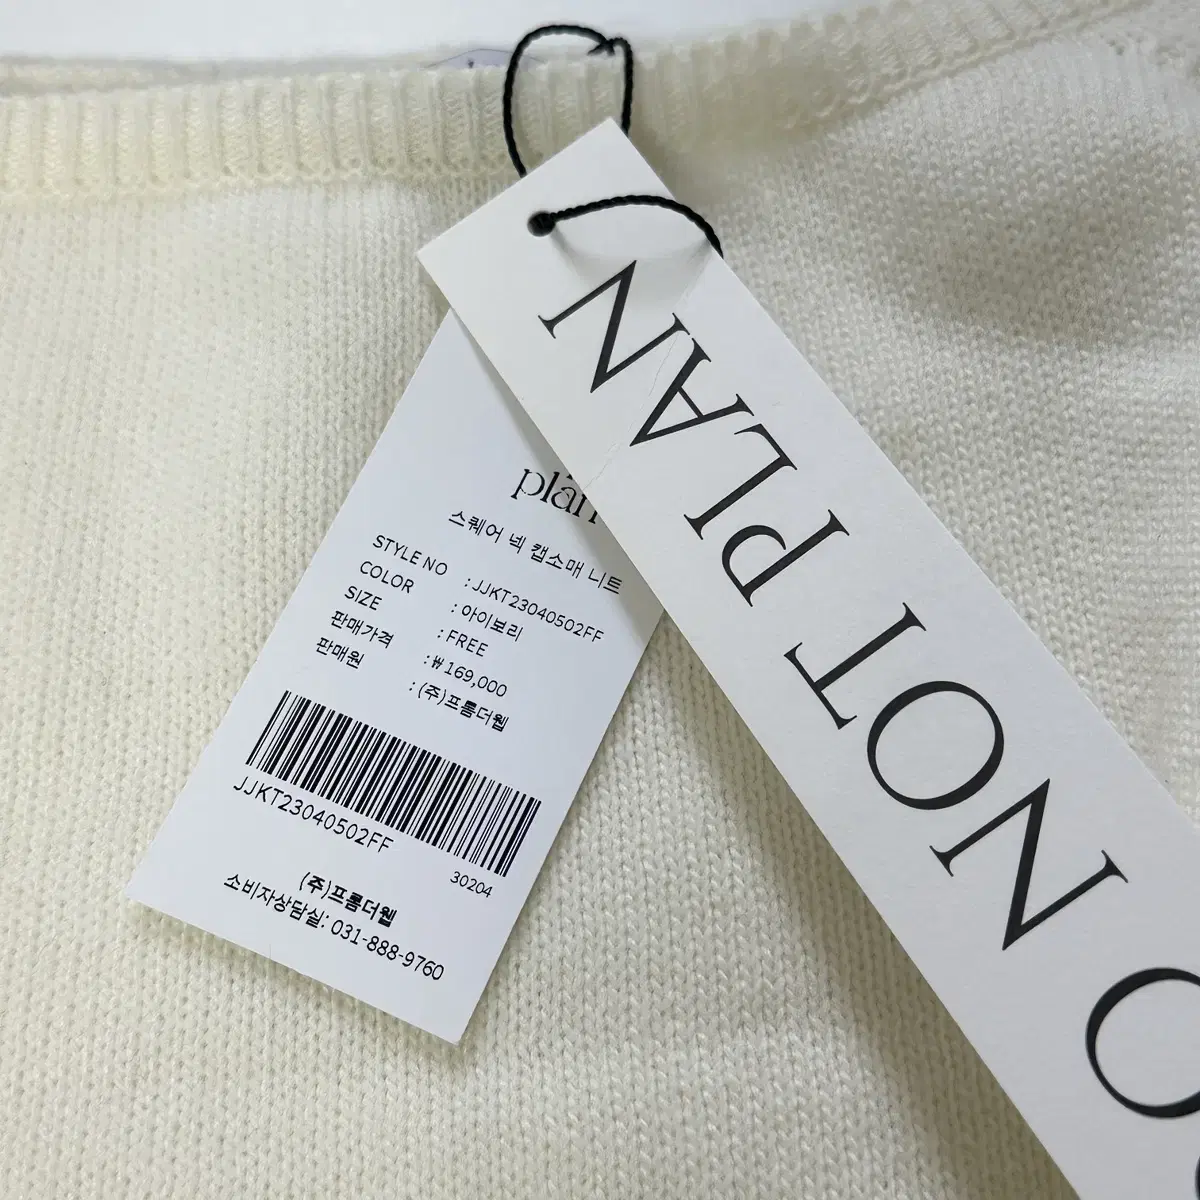 plan
스퀘어 넥 캡소매 니트
STYLE NO : JJKT23040502FF
COLOR : 아이보리
SIZE : FREE
판매가격 : ₩169,000
판매원 : (주)프롬더웹
JJKT23040502FF
30204
(주)프롬더웹
소비자상담실: 031-888-9760
NOT PLAN